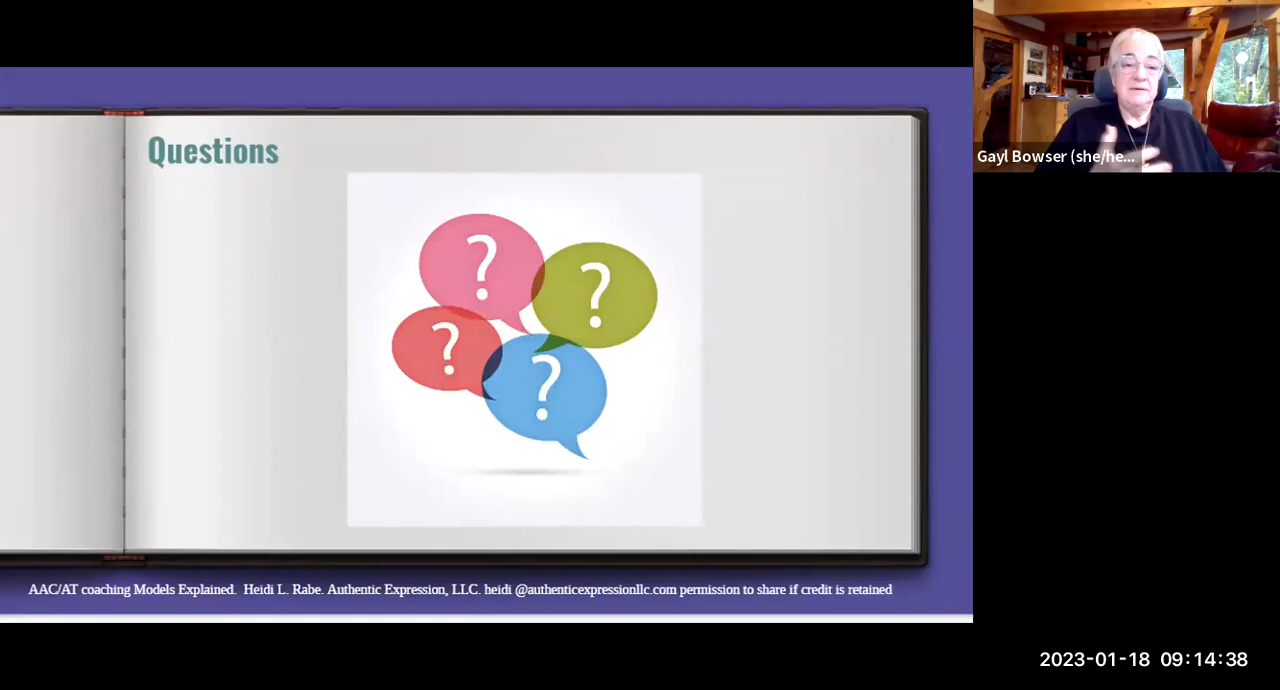 Questions
?
?
?
?
Gayl Bowser (she/he...
AAC/AT coaching Models Explained.  Heidi L. Rabe. Authentic Expression, LLC. heidi @authenticexpressionllc.com permission to share if credit is retained
2023-01-18 09:14:38